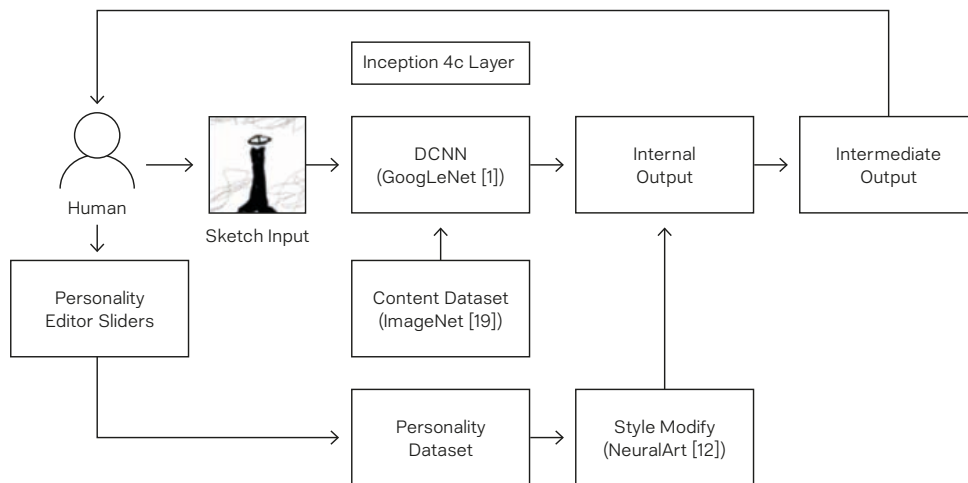 Inception 4c Layer
Human
Sketch Input
DCNN
(GoogLeNet [1])
Internal
Output
Intermediate
Output
Personality
Editor Sliders
Content Dataset
(ImageNet [19])
Personality
Dataset
Style Modify
(NeuralArt [12])